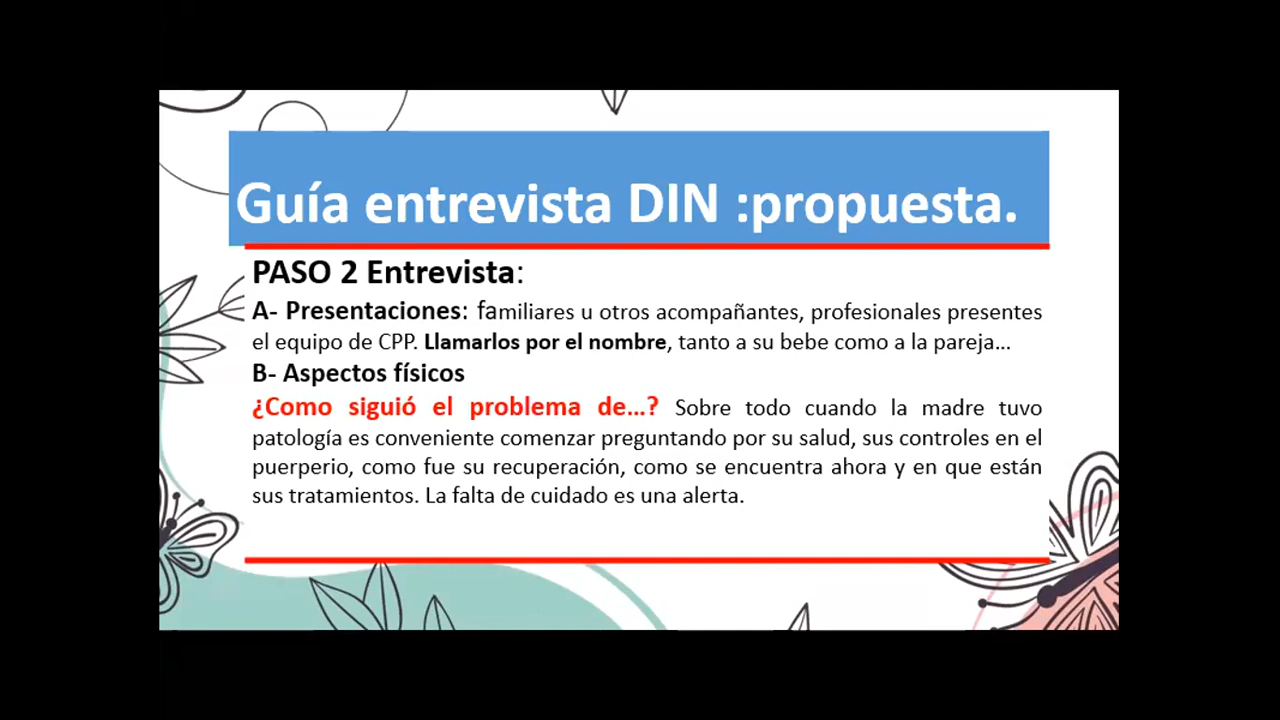 Guía entrevista DIN :propuesta.
PASO 2 Entrevista:
A- Presentaciones: familiares u otros acompañantes, profesionales presentes
el equipo de CPP. Llamarlos por el nombre, tanto a su bebe como a la pareja...
B- Aspectos físicos
¿Como siguió el problema de...? Sobre todo cuando la madre tuvo
patología es conveniente comenzar preguntando por su salud, sus controles en el
puerperio, como fue su recuperación, como se encuentra ahora y en que están
sus tratamientos. La falta de cuidado es una alerta.